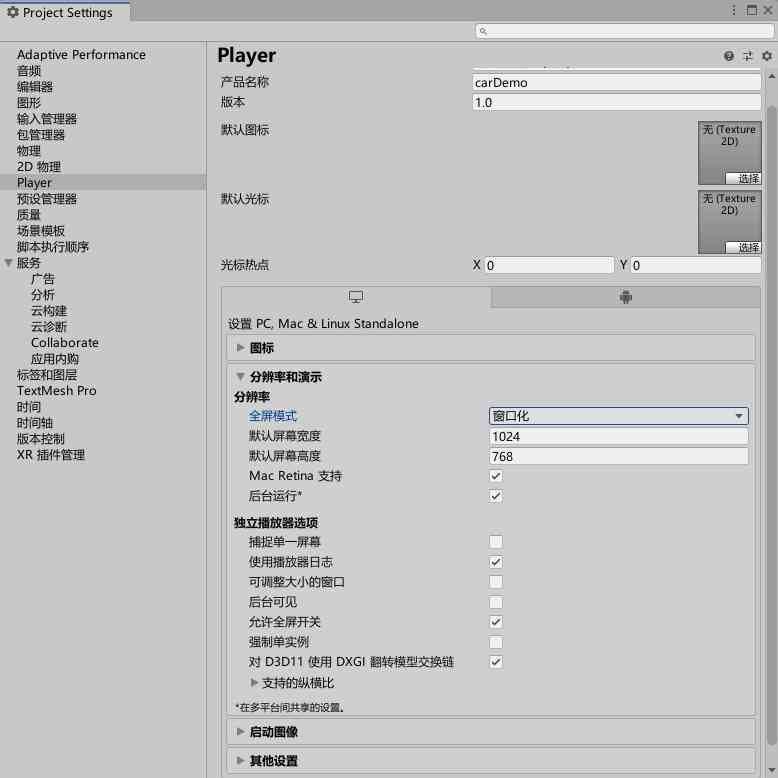 Project Settings
Adaptive Performance
音频
编辑器
图形
输入管理器
包管理器
物理
2D 物理
Player
预设管理器
质量
场景模板
脚本执行顺序
服务
广告
分析
云构建
云诊断
Collaborate
应用内购
标签和图层
TextMesh Pro
时间
时间轴
版本控制
XR 插件管理
Player
产品名称 carDemo
版本 1.0
默认图标 无 (Texture 2D)
选择
默认光标 无 (Texture 2D)
选择
光标热点 X 0 Y 0
设置 PC, Mac & Linux Standalone
图标
分辨率和演示
分辨率
全屏模式 窗口化
默认屏幕宽度 1024
默认屏幕高度 768
Mac Retina 支持
后台运行*
独立播放器选项
捕捉单一屏幕
使用播放器日志
可调整大小的窗口
后台可见
允许全屏开关
强制单实例
对 D3D11 使用 DXGI 翻转模型交换链
支持的纵横比
*在多平台间共享的设置。
启动图像
其他设置